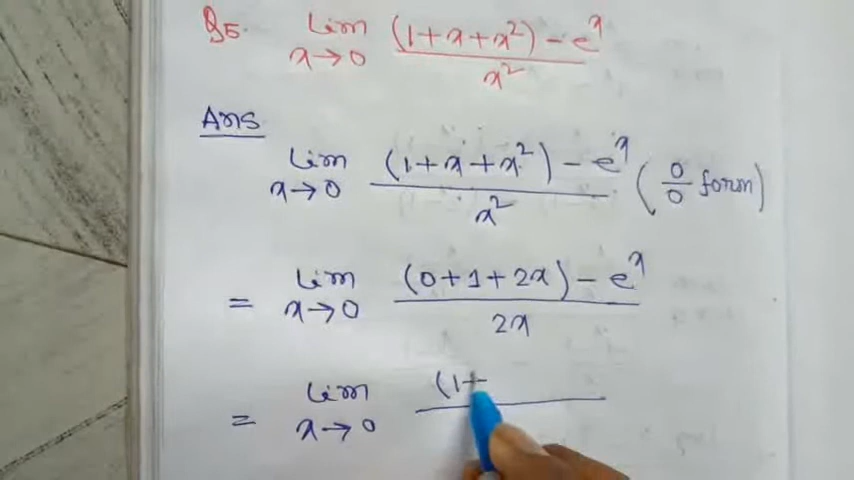 Q5. Lim x→0 (1+x+x²) - eˣ / x²
Ans
Lim x→0 (1+x+x²) - eˣ / x² (0/0 form)
= Lim x→0 (0+1+2x) - eˣ / 2x
= Lim x→0 (1+